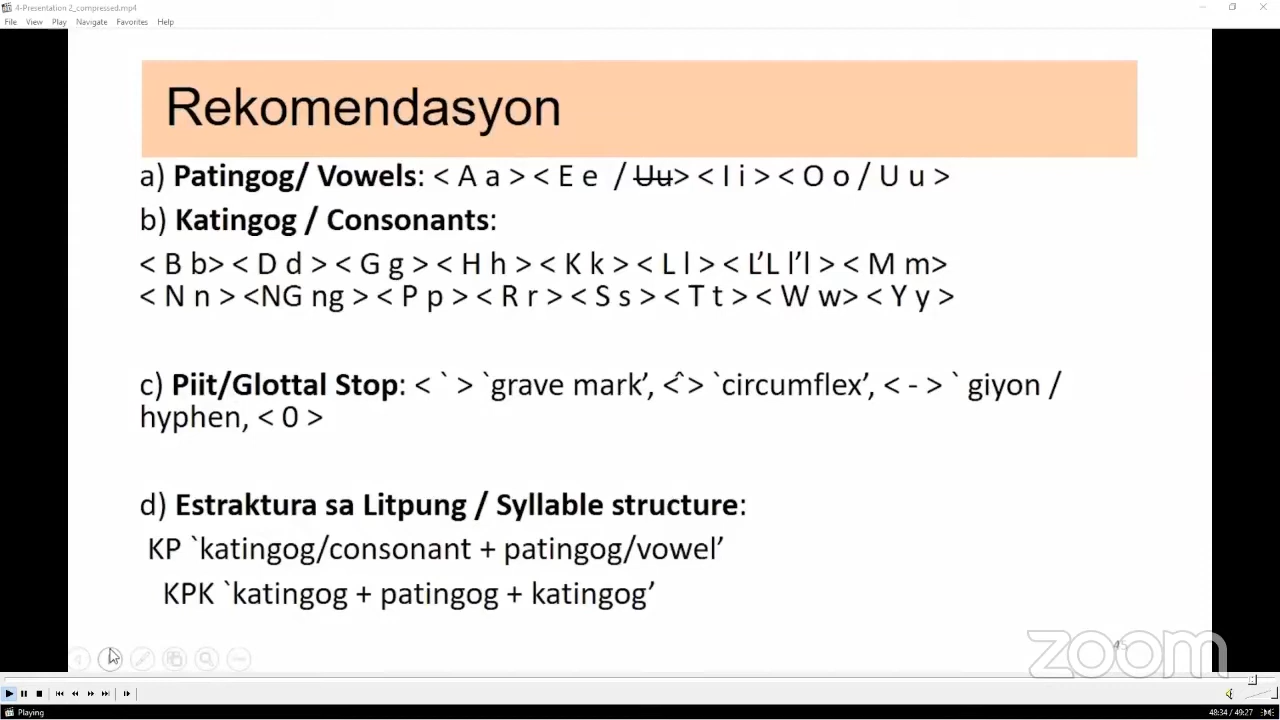 4-Presentation 2_compressed.mp4
File View Play Navigate Favorites Help
Rekomendasyon
a) Patingog/ Vowels: < A a > < E e / Uu> < I i > < O o / U u >
b) Katingog / Consonants:
< B b> < D d > < G g > < H h > < K k > < L l > < L’L l’l > < M m>
< N n > <NG ng > < P p > < R r > < S s > < T t > < W w> < Y y >
c) Piit/Glottal Stop: < ` > `grave mark’, <ˆ> `circumflex’, < - > ` giyon /
hyphen, < 0 >
d) Estraktura sa Litpung / Syllable structure:
KP `katingog/consonant + patingog/vowel’
KPK `katingog + patingog + katingog’
45
zoom
Playing
48:34 / 49:27